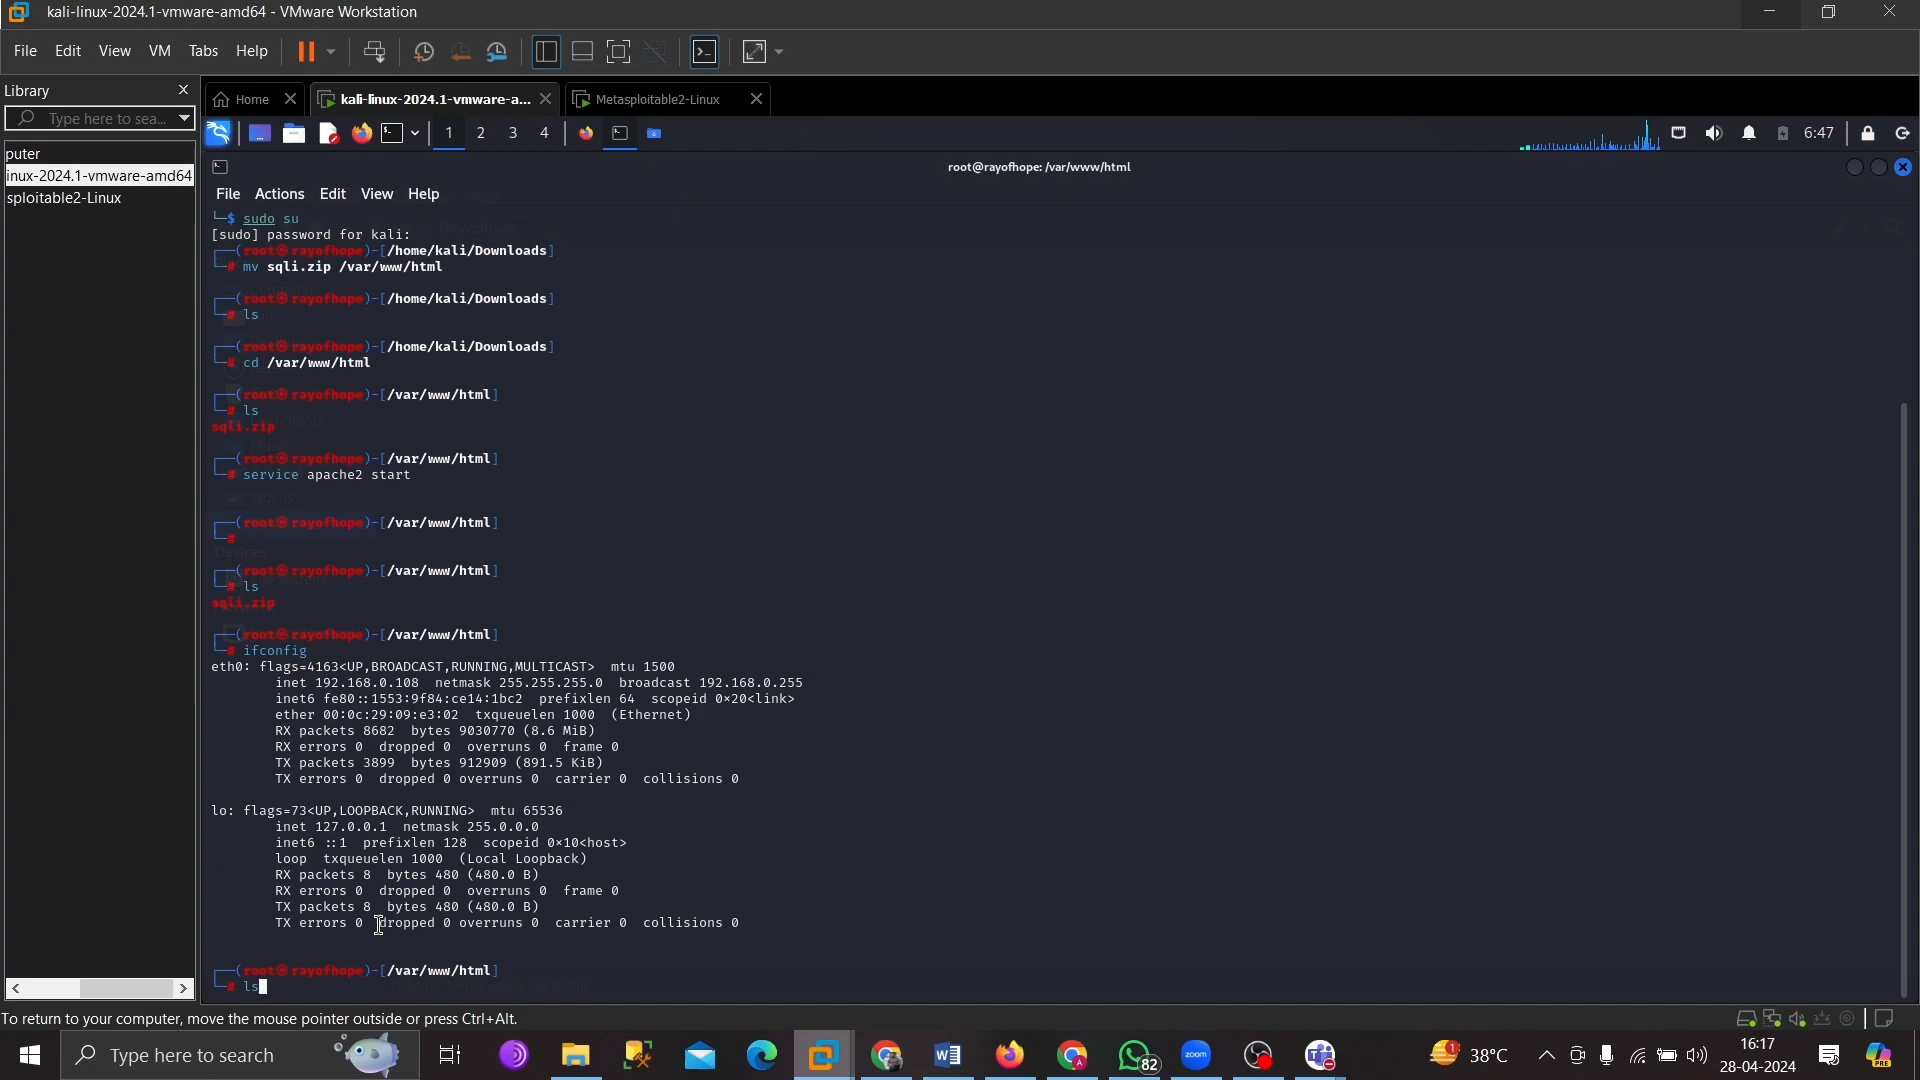 kali-linux-2024.1-vmware-amd64 - VMware Workstation
File Edit View VM Tabs Help
Library
Type here to sea...
puter
inux-2024.1-vmware-amd64
sploitable2-Linux
Home
kali-linux-2024.1-vmware-a...
Metasploitable2-Linux
1 2 3 4
6:47
root@rayofhope: /var/www/html
File Actions Edit View Help
└─$ sudo su
[sudo] password for kali:
┌──(root㉿rayofhope)-[/home/kali/Downloads]
└─# mv sqli.zip /var/www/html
┌──(root㉿rayofhope)-[/home/kali/Downloads]
└─# ls
┌──(root㉿rayofhope)-[/home/kali/Downloads]
└─# cd /var/www/html
┌──(root㉿rayofhope)-[/var/www/html]
└─# ls
sqli.zip
┌──(root㉿rayofhope)-[/var/www/html]
└─# service apache2 start
┌──(root㉿rayofhope)-[/var/www/html]
└─#
┌──(root㉿rayofhope)-[/var/www/html]
└─# ls
sqli.zip
┌──(root㉿rayofhope)-[/var/www/html]
└─# ifconfig
eth0: flags=4163<UP,BROADCAST,RUNNING,MULTICAST>  mtu 1500
        inet 192.168.0.108  netmask 255.255.255.0  broadcast 192.168.0.255
        inet6 fe80::1553:9f84:ce14:1bc2  prefixlen 64  scopeid 0×20<link>
        ether 00:0c:29:09:e3:02  txqueuelen 1000  (Ethernet)
        RX packets 8682  bytes 9030770 (8.6 MiB)
        RX errors 0  dropped 0  overruns 0  frame 0
        TX packets 3899  bytes 912909 (891.5 KiB)
        TX errors 0  dropped 0 overruns 0  carrier 0  collisions 0
lo: flags=73<UP,LOOPBACK,RUNNING>  mtu 65536
        inet 127.0.0.1  netmask 255.0.0.0
        inet6 ::1  prefixlen 128  scopeid 0×10<host>
        loop  txqueuelen 1000  (Local Loopback)
        RX packets 8  bytes 480 (480.0 B)
        RX errors 0  dropped 0  overruns 0  frame 0
        TX packets 8  bytes 480 (480.0 B)
        TX errors 0  dropped 0 overruns 0  carrier 0  collisions 0
┌──(root㉿rayofhope)-[/var/www/html]
└─# ls
To return to your computer, move the mouse pointer outside or press Ctrl+Alt.
Type here to search
82
zoom
1
38°C
16:17
28-04-2024
PRE